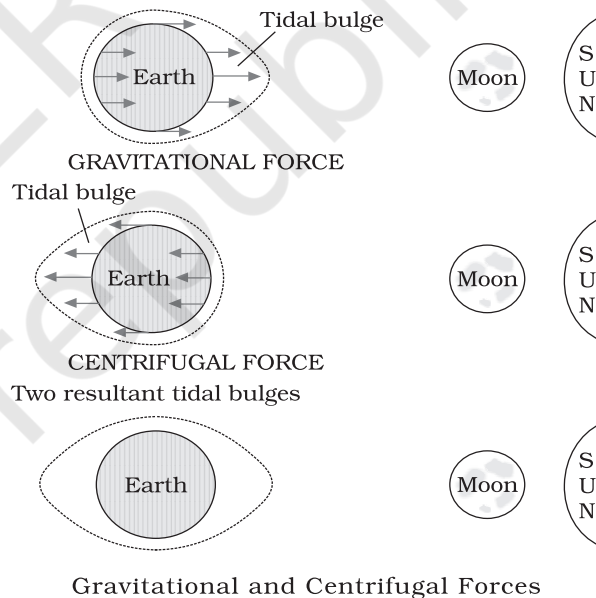 Tidal bulge
Earth
Moon
S
U
N
GRAVITATIONAL FORCE
Tidal bulge
Earth
Moon
S
U
N
CENTRIFUGAL FORCE
Two resultant tidal bulges
Earth
Moon
S
U
N
Gravitational and Centrifugal Forces
republi